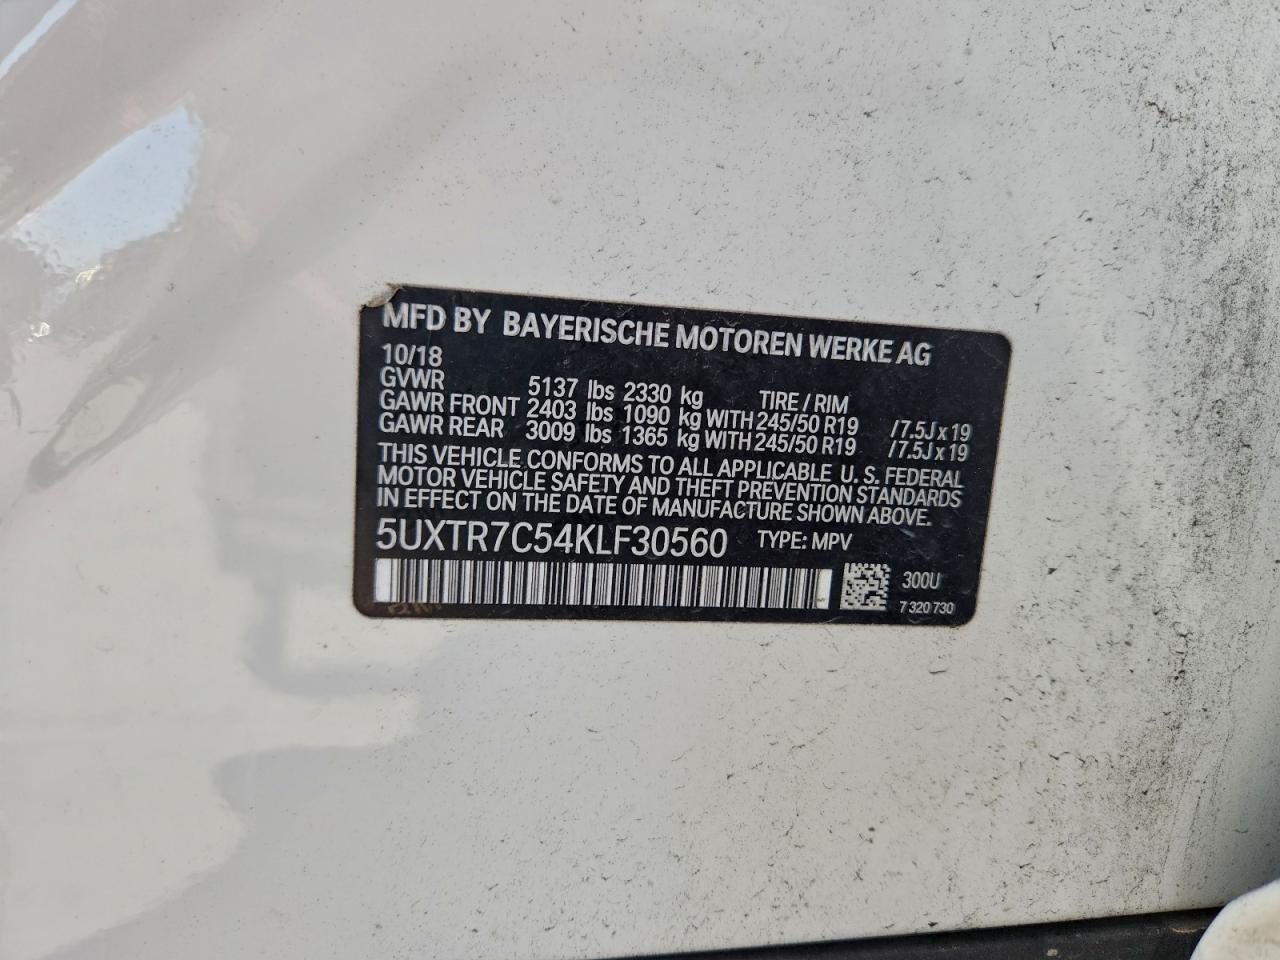 MFD BY BAYERISCHE MOTOREN WERKE AG
10/18
GVWR 5137 lbs 2330 kg TIRE / RIM
GAWR FRONT 2403 lbs 1090 kg WITH 245/50 R19 /7.5J x 19
GAWR REAR 3009 lbs 1365 kg WITH 245/50 R19 /7.5J x 19
THIS VEHICLE CONFORMS TO ALL APPLICABLE U. S. FEDERAL
MOTOR VEHICLE SAFETY AND THEFT PREVENTION STANDARDS
IN EFFECT ON THE DATE OF MANUFACTURE SHOWN ABOVE.
5UXTR7C54KLF30560 TYPE: MPV
300U
7 320 730